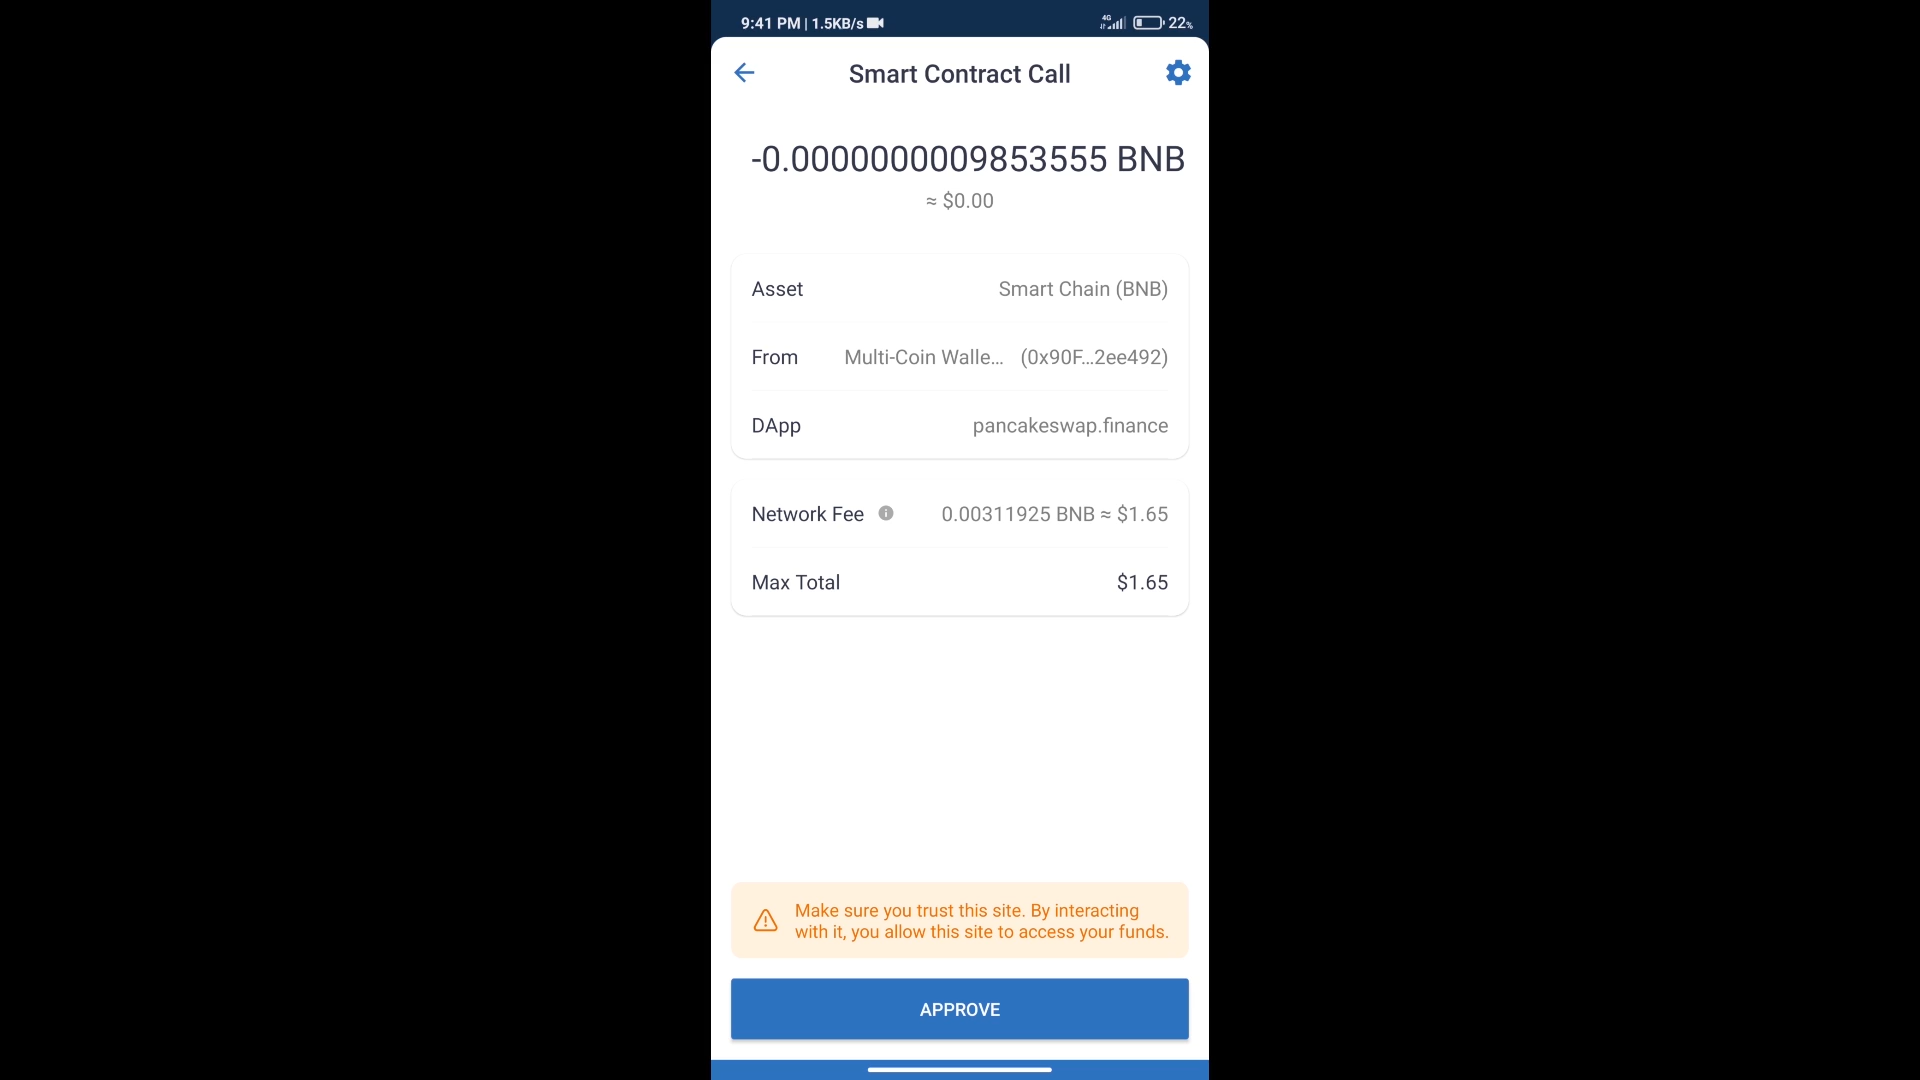 9:41 PM | 1.5KB/s 4G 22%
Smart Contract Call
-0.0000000009853555 BNB
≈ $0.00
Asset Smart Chain (BNB)
From Multi-Coin Walle... (0x90F...2ee492)
DApp pancakeswap.finance
Network Fee 0.00311925 BNB ≈ $1.65
Max Total $1.65
Make sure you trust this site. By interacting
with it, you allow this site to access your funds.
APPROVE